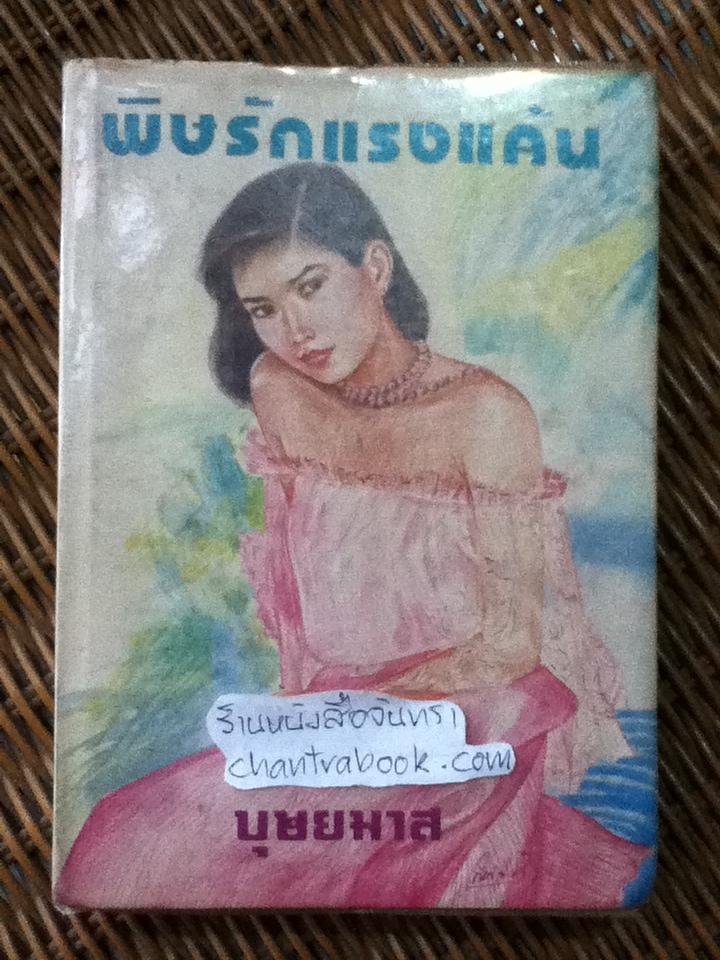 พิษรักแรงแค้น
ร้านหนังสือจันทรา
chantrabook.com
บุษยมาส